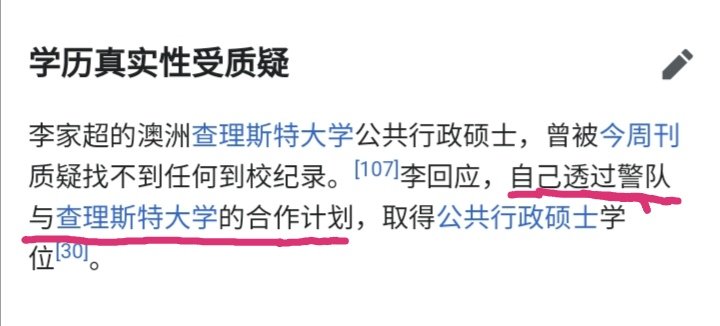 学历真实性受质疑
李家超的澳洲查理斯特大学公共行政硕士，曾被今周刊
质疑找不到任何到校纪录。[107]李回应，自己透过警队
与查理斯特大学的合作计划，取得公共行政硕士学
位[30]。